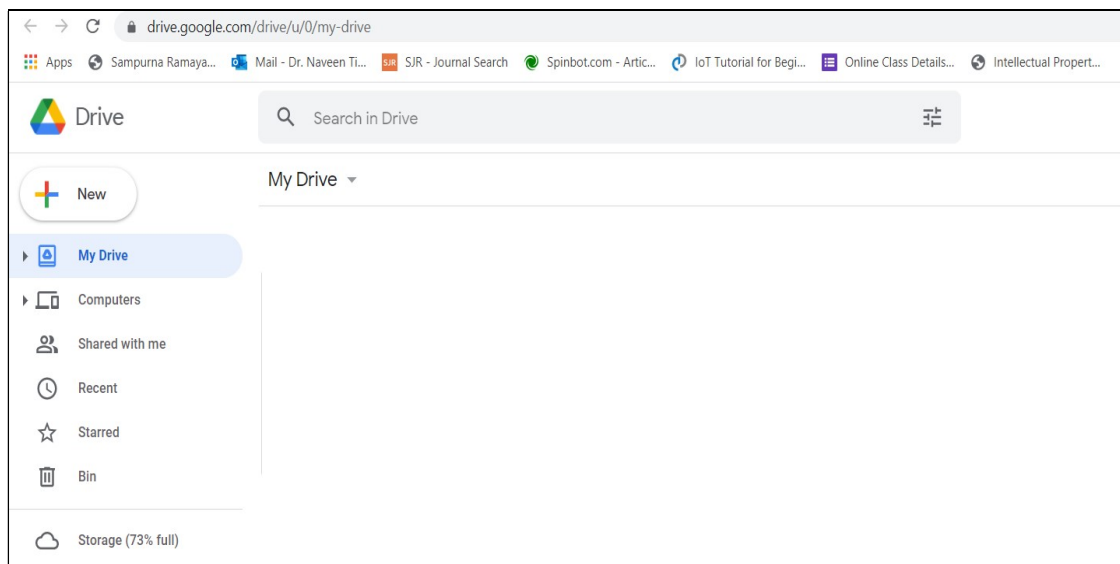 drive.google.com/drive/u/0/my-drive
Apps Sampurna Ramaya... Mail - Dr. Naveen Ti... SJR SJR - Journal Search Spinbot.com - Artic... IoT Tutorial for Begi... Online Class Details... Intellectual Propert...
Drive Search in Drive
New My Drive
My Drive
Computers
Shared with me
Recent
Starred
Bin
Storage (73% full)